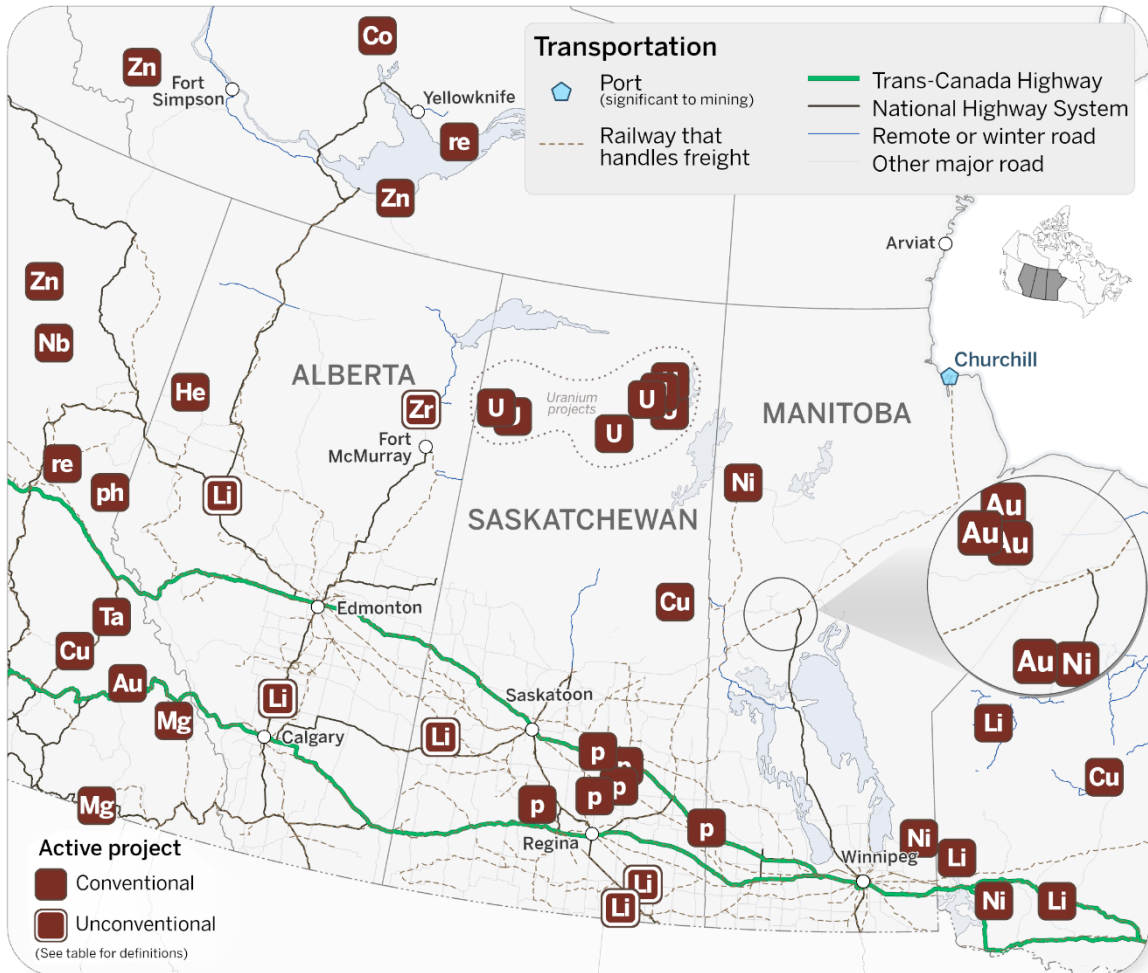 Transportation
Port
(significant to mining)
Railway that
handles freight
Trans-Canada Highway
National Highway System
Remote or winter road
Other major road
Co
Zn
Fort
Simpson
Yellowknife
re
Zn
Arviat
Zn
Nb
He
ALBERTA
Zr
Fort
McMurray
U
U
Uranium
projects
U
U
U
U
U
MANITOBA
Churchill
re
ph
Li
Ni
SASKATCHEWAN
Au
Au
Au
Au
Ni
Cu
Edmonton
Ta
Cu
Au
Mg
Li
Calgary
Saskatoon
Li
Li
Cu
p
p
p
p
p
p
Mg
Regina
Winnipeg
Ni
Li
Li
Li
Ni
Li
Active project
Conventional
Unconventional
(See table for definitions)